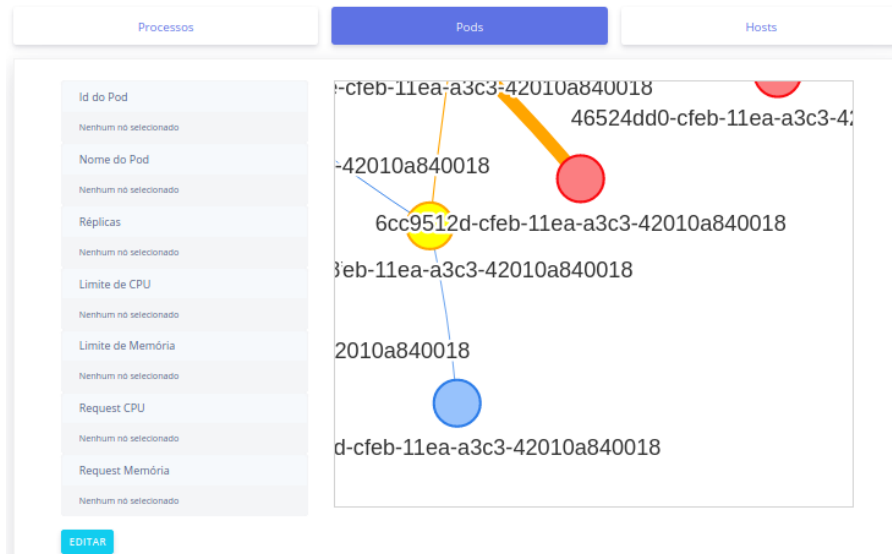 Processos
Pods
Hosts
Id do Pod
Nenhum nó selecionado
Nome do Pod
Nenhum nó selecionado
Réplicas
Nenhum nó selecionado
Limite de CPU
Nenhum nó selecionado
Limite de Memória
Nenhum nó selecionado
Request CPU
Nenhum nó selecionado
Request Memória
Nenhum nó selecionado
EDITAR
-cfeb-11ea-a3c3-42010a840018
46524dd0-cfeb-11ea-a3c3-42
-42010a840018
6cc9512d-cfeb-11ea-a3c3-42010a840018
feb-11ea-a3c3-42010a840018
2010a840018
d-cfeb-11ea-a3c3-42010a840018